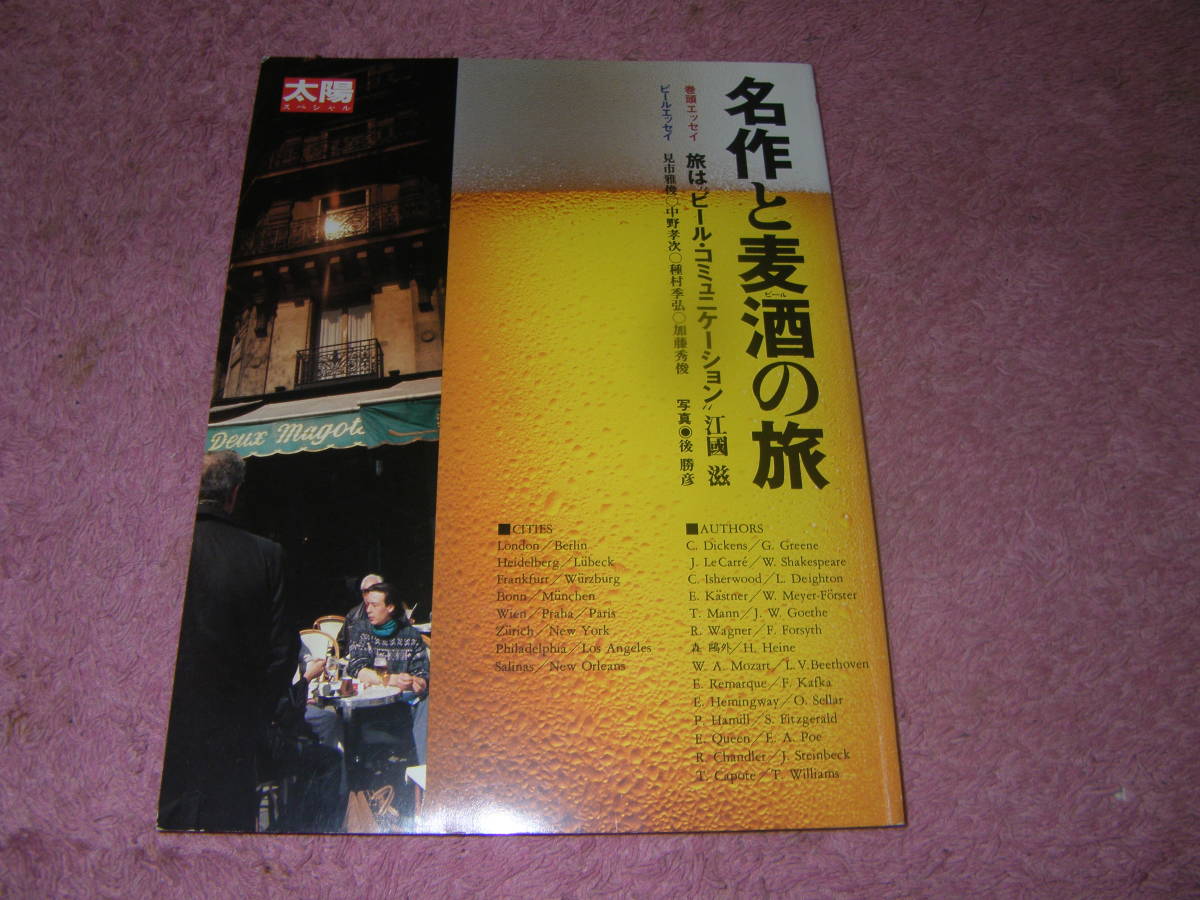 太陽
スペシャル
名作と麦酒の旅
ビール
巻頭エッセイ 旅は“ビール・コミュニケーション” 江國 滋
ビールエッセイ 見市雅俊○中野孝次○種村季弘○加藤秀俊 写真◉後 勝彦
Deux Magots
■CITIES
London／Berlin
Heidelberg／Lübeck
Frankfurt／Würzburg
Bonn／München
Wien／Praha／Paris
Zürich／New York
Philadelphia／Los Angeles
Salinas／New Orleans
■AUTHORS
C. Dickens／G. Greene
J. LeCarré／W. Shakespeare
C. Isherwood／L. Deighton
E. Kästner／W. Meyer-Förster
T. Mann／J. W. Goethe
R. Wagner／F. Forsyth
森 鷗外／H. Heine
W. A. Mozart／L.V.Beethoven
E. Remarque／F. Kafka
E. Hemingway／O. Sellar
P. Hamill／S. Fitzgerald
E. Queen／E. A. Poe
R. Chandler／J. Steinbeck
T. Capote／T. Williams